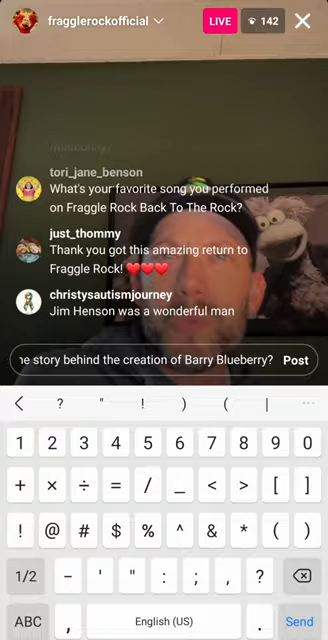 fragglerockofficial
LIVE
142
tori_jane_benson
What's your favorite song you performed
on Fraggle Rock Back To The Rock?
just_thommy
Thank you got this amazing return to
Fraggle Rock! ❤️❤️❤️
christysautismjourney
Jim Henson was a wonderful man
story behind the creation of Barry Blueberry? Post
? " ! ) ( | ...
1 2 3 4 5 6 7 8 9 0
+ × ÷ = / _ < > [ ]
! @ # $ % ^ & * ( )
1/2 - ' " : ; , ?
ABC , English (US) . Send